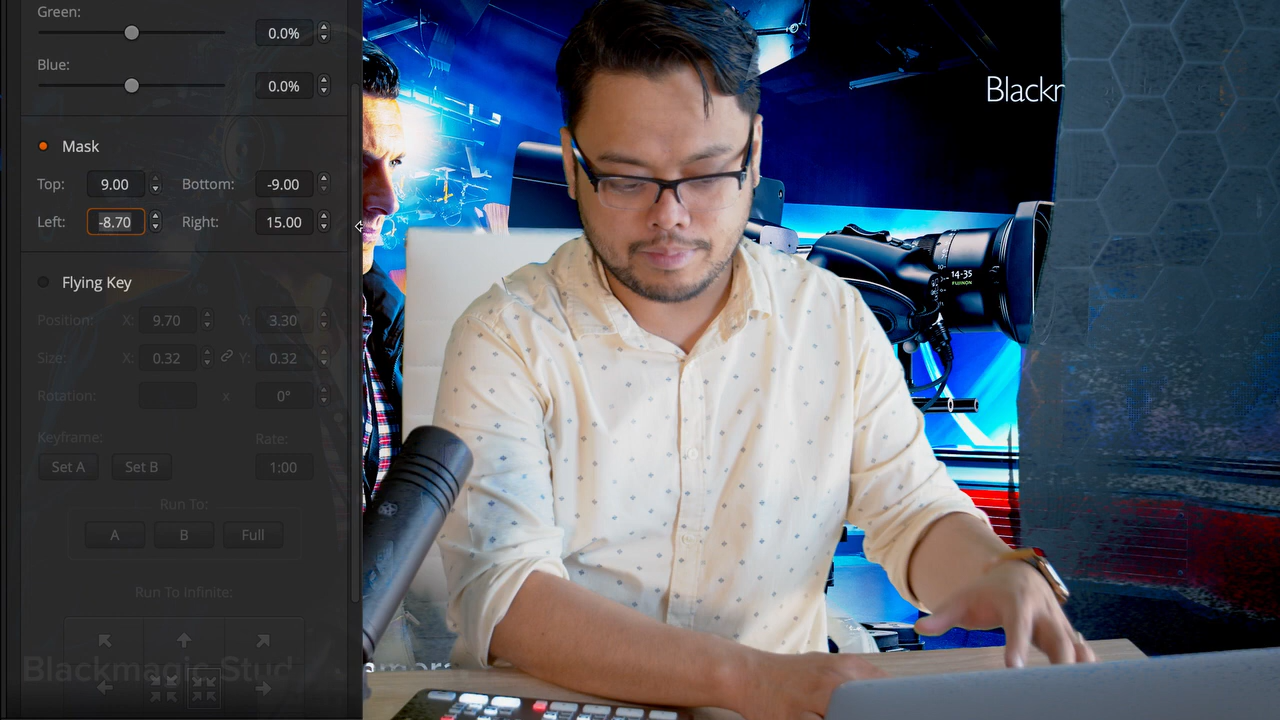 Green:
0.0%
Blue:
0.0%
Mask
Top: 9.00 Bottom: -9.00
Left: -8.70 Right: 15.00
Flying Key
Position: X: 9.70 Y: 3.30
Size: X: 0.32 Y: 0.32
Rotation: x 0°
Keyframe: Rate:
Set A Set B 1:00
Run To:
A B Full
Run To Infinite:
Blackmagic Stud
Blackr
14-35
FUJINON